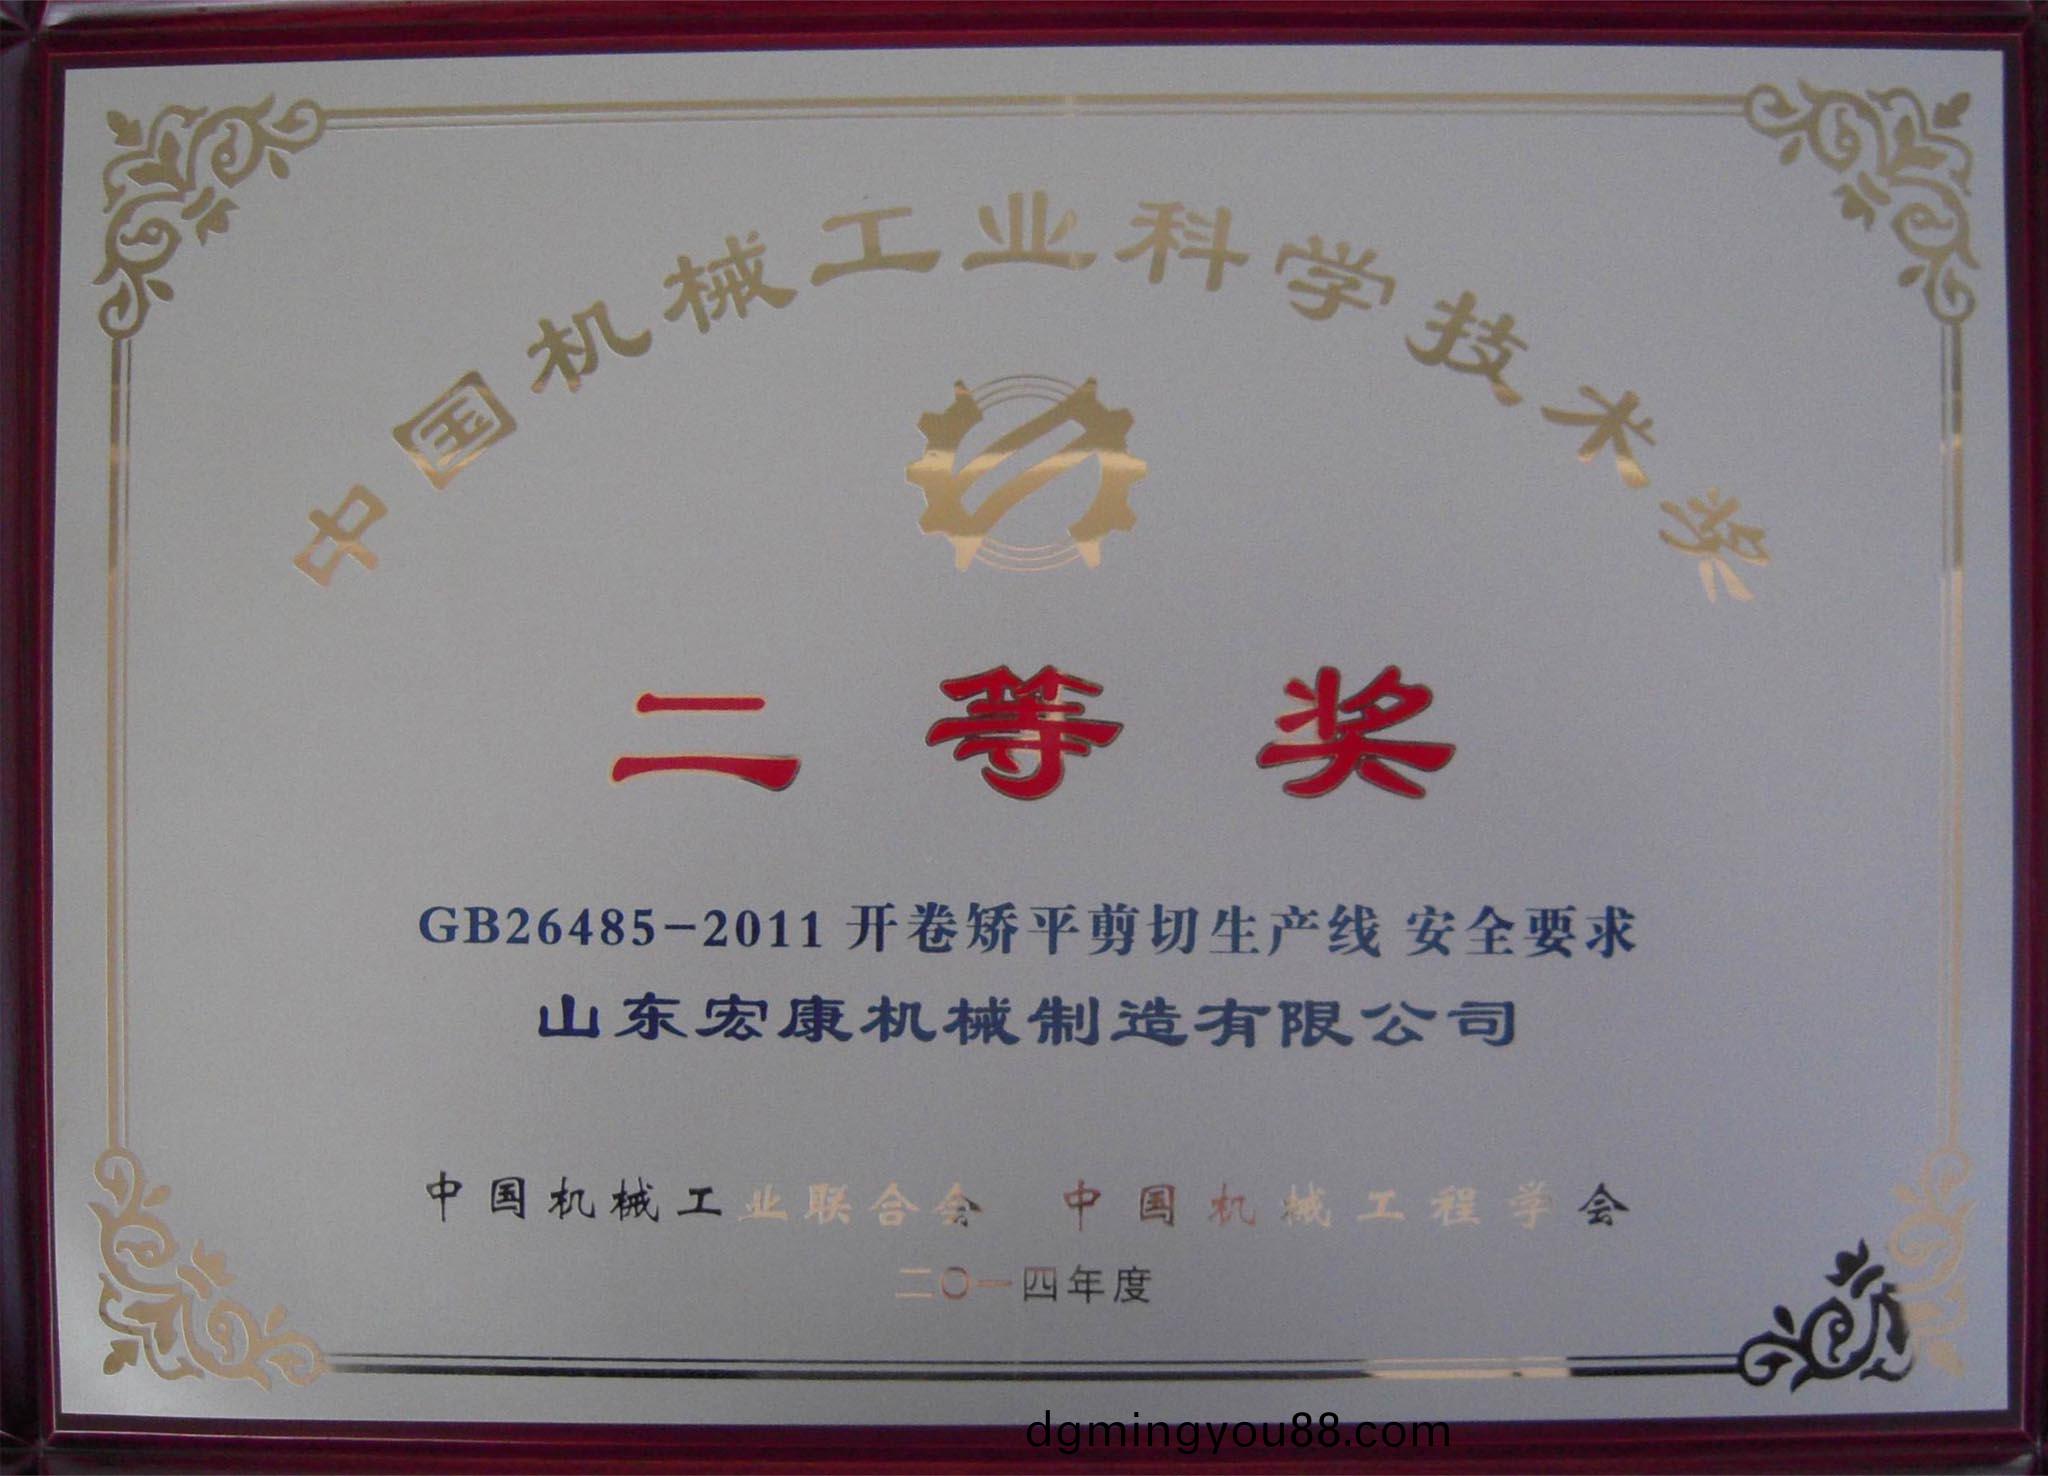 中国机械工业科学技术奖
二等奖
GB26485-2011 开卷矫平剪切生产线 安全要求
山东宏康机械制造有限公司
中国机械工业联合会 中国机械工程学会
二〇一四年度
dgmingyou88.com